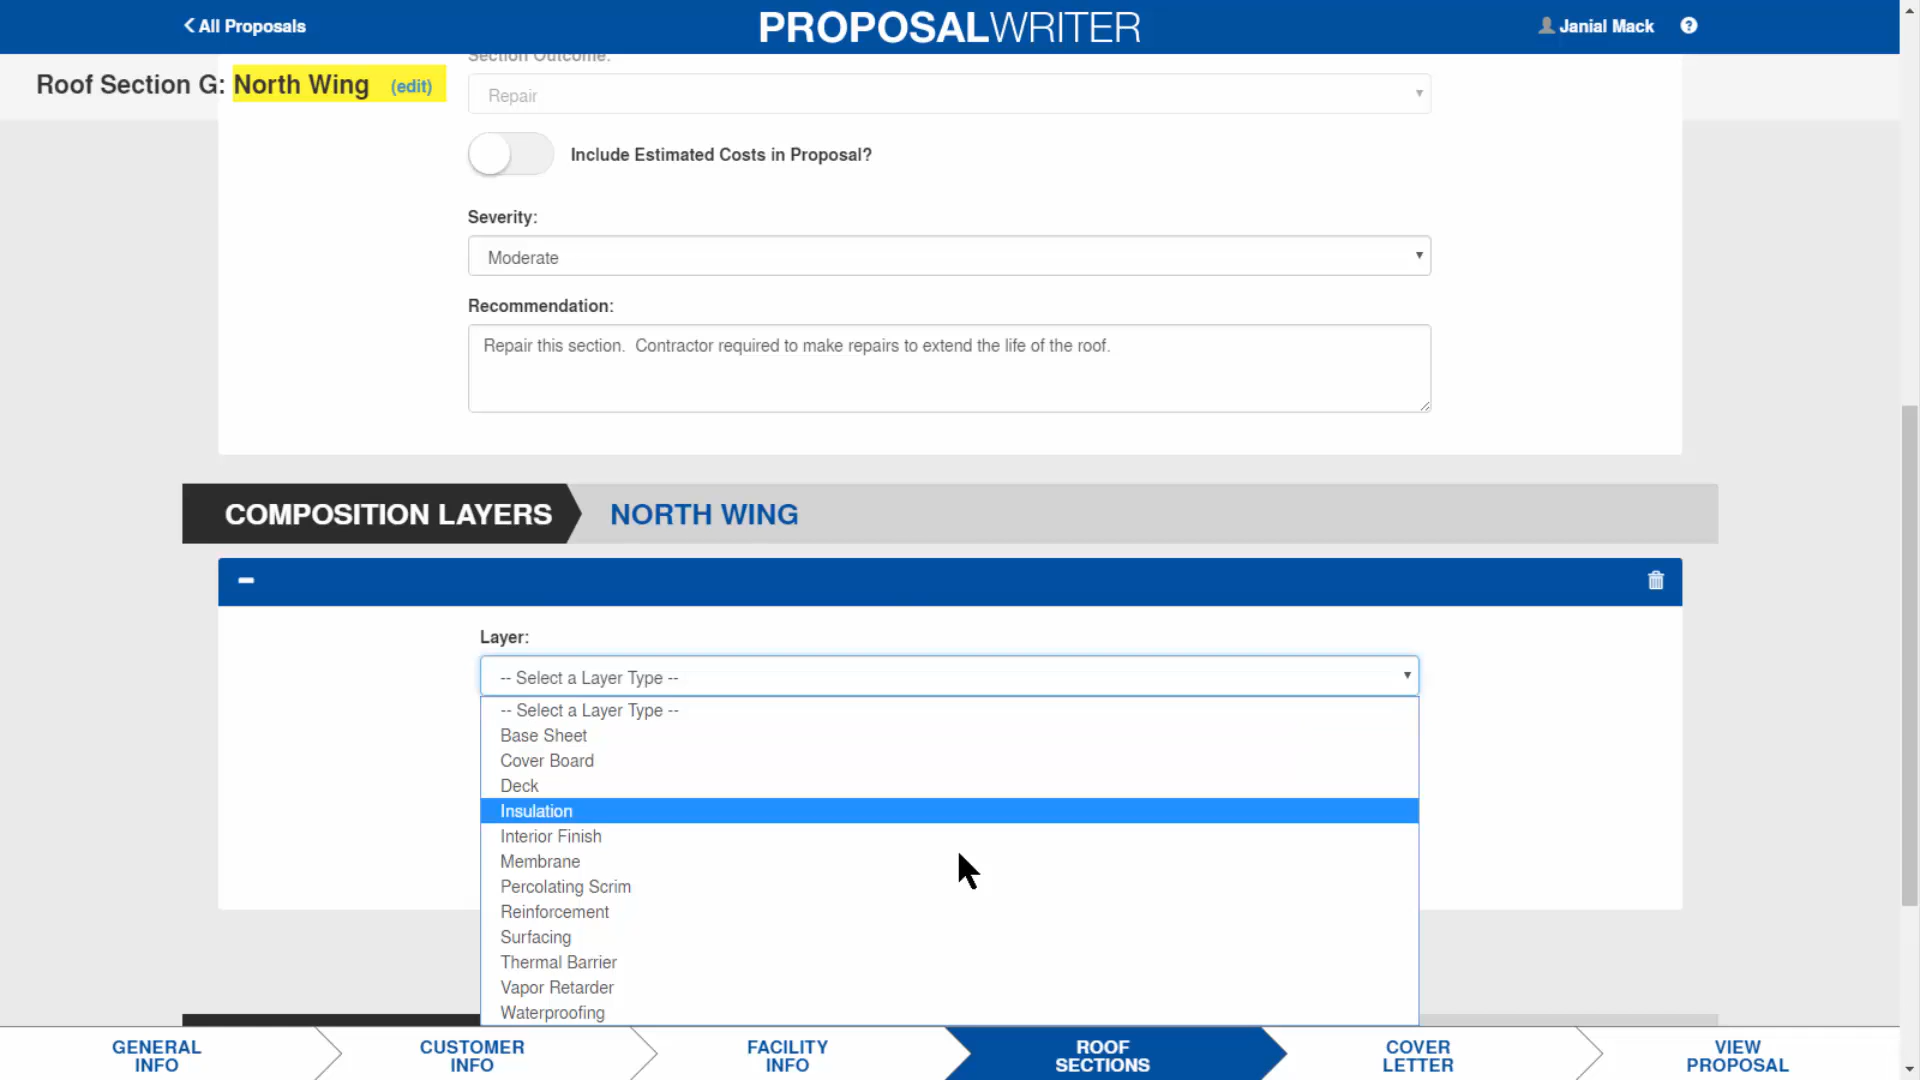 All Proposals
PROPOSALWRITER
Janial Mack
Roof Section G: North Wing (edit)
Section Outcome:
Repair
Include Estimated Costs in Proposal?
Severity:
Moderate
Recommendation:
Repair this section.  Contractor required to make repairs to extend the life of the roof.
COMPOSITION LAYERS
NORTH WING
Layer:
-- Select a Layer Type --
-- Select a Layer Type --
Base Sheet
Cover Board
Deck
Insulation
Interior Finish
Membrane
Percolating Scrim
Reinforcement
Surfacing
Thermal Barrier
Vapor Retarder
Waterproofing
GENERAL
INFO
CUSTOMER
INFO
FACILITY
INFO
ROOF
SECTIONS
COVER
LETTER
VIEW
PROPOSAL